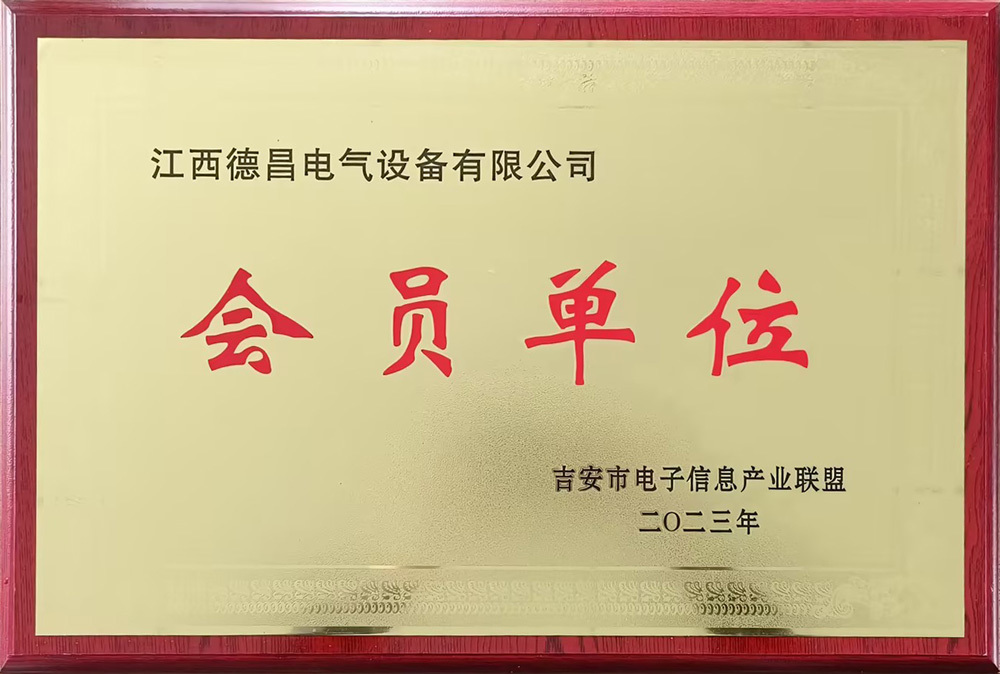 江西德昌电气设备有限公司
会员单位
吉安市电子信息产业联盟
二〇二三年